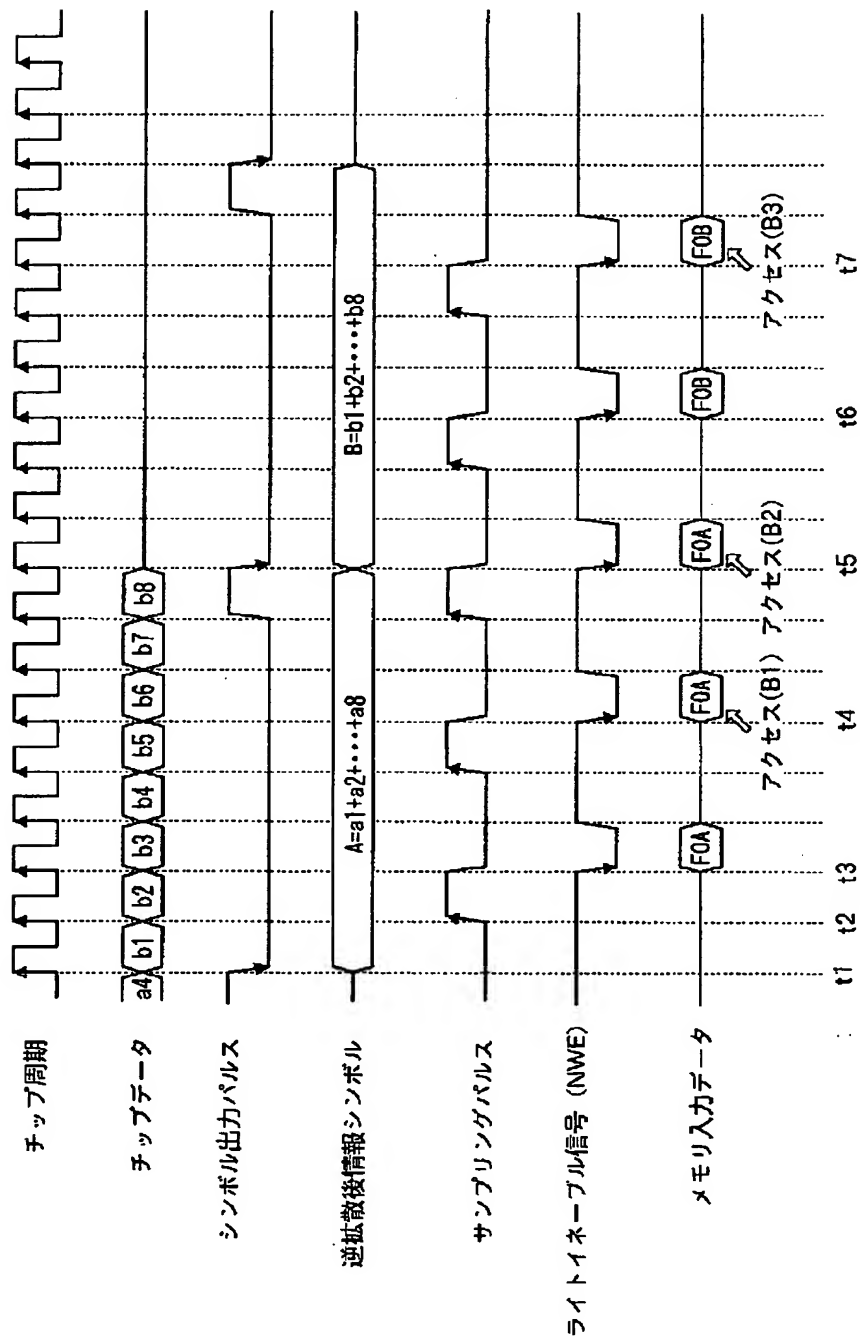 チップ周期
チップデータ
a4 b1 b2 b3 b4 b5 b6 b7 b8
シンボル出力パルス
逆拡散後情報シンボル
A=a1+a2+・・・+a8
B=b1+b2+・・・+b8
サンプリングパルス
ライトイネーブル信号 (NWE)
メモリ入力データ
F0A F0A F0A F0B F0B
アクセス(B1) アクセス(B2) アクセス(B3)
t1 t2 t3 t4 t5 t6 t7